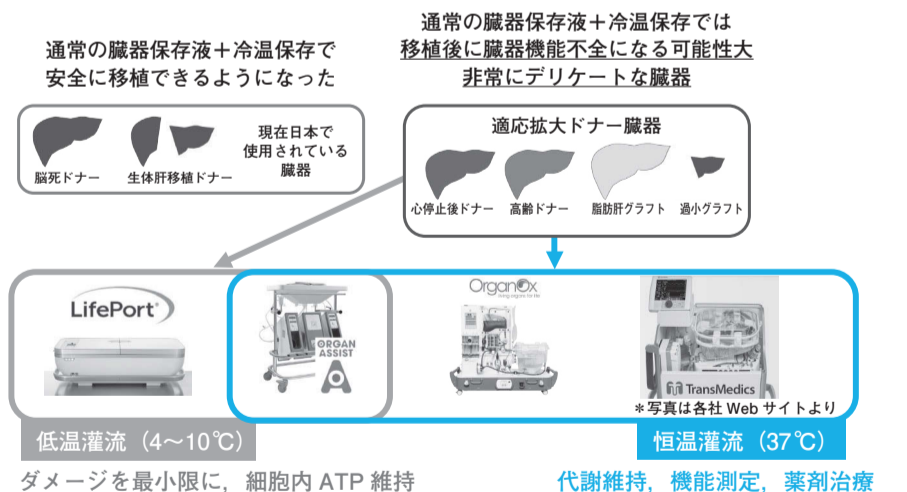 通常の臓器保存液＋冷温保存で
安全に移植できるようになった
脳死ドナー
生体肝移植ドナー
現在日本で
使用されている
臓器
通常の臓器保存液＋冷温保存では
移植後に臓器機能不全になる可能性大
非常にデリケートな臓器
適応拡大ドナー臓器
心停止後ドナー
高齢ドナー
脂肪肝グラフト
過小グラフト
LifePort®
ORGAN
ASSIST
OrganOx
living organs for life
TransMedics
＊写真は各社 Web サイトより
低温灌流（4〜10℃）
恒温灌流（37℃）
ダメージを最小限に，細胞内 ATP 維持
代謝維持，機能測定，薬剤治療